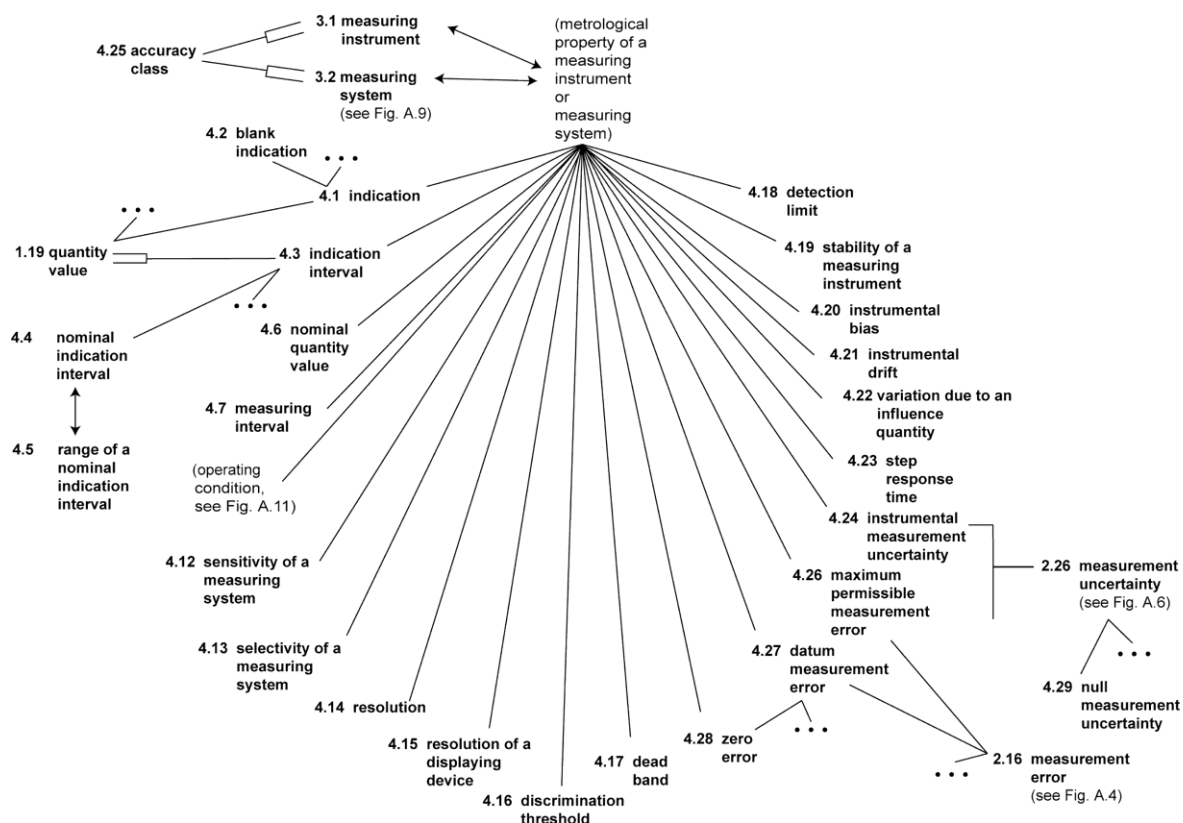 3.1 measuring
instrument
4.25 accuracy
class
3.2 measuring
system
(see Fig. A.9)
(metrological
property of a
measuring
instrument
or
measuring
system)
4.2 blank
indication
• • •
4.1 indication
• • •
1.19 quantity
value
4.3 indication
interval
• • •
4.4 nominal
indication
interval
4.5 range of a
nominal
indication
interval
4.6 nominal
quantity
value
4.7 measuring
interval
(operating
condition,
see Fig. A.11)
4.12 sensitivity of a
measuring
system
4.13 selectivity of a
measuring
system
4.14 resolution
4.15 resolution of a
displaying
device
4.16 discrimination
threshold
4.17 dead
band
4.28 zero
error
• • •
4.18 detection
limit
4.19 stability of a
measuring
instrument
4.20 instrumental
bias
4.21 instrumental
drift
4.22 variation due to an
influence
quantity
4.23 step
response
time
4.24 instrumental
measurement
uncertainty
4.26 maximum
permissible
measurement
error
4.27 datum
measurement
error
2.26 measurement
uncertainty
(see Fig. A.6)
• • •
4.29 null
measurement
uncertainty
• • •
2.16 measurement
error
(see Fig. A.4)